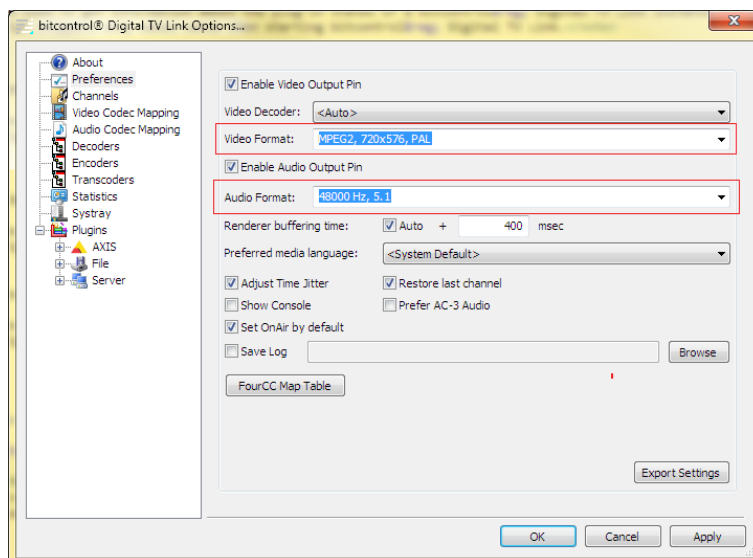 bitcontrol® Digital TV Link Options...
About
Preferences
Channels
Video Codec Mapping
Audio Codec Mapping
Decoders
Encoders
Transcoders
Statistics
Systray
Plugins
AXIS
File
Server
Enable Video Output Pin
Video Decoder: <Auto>
Video Format: MPEG2, 720x576, PAL
Enable Audio Output Pin
Audio Format: 48000 Hz, 5.1
Renderer buffering time: Auto + 400 msec
Preferred media language: <System Default>
Adjust Time Jitter Restore last channel
Show Console Prefer AC-3 Audio
Set OnAir by default
Save Log Browse
FourCC Map Table
Export Settings
OK Cancel Apply